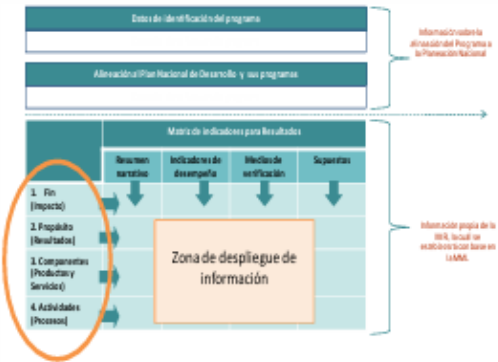 Datos de identificación del programa
Alineación al Plan Nacional de Desarrollo y sus programas
Información sobre la
alineación del Programa a
la Planeación Nacional
Matriz de Indicadores para Resultados
Resumen
narrativo
Indicadores de
desempeño
Medios de
verificación
Supuestos
1. Fin
(Impacto)
2. Propósito
(Resultados)
3. Componentes
(Productos y
Servicios)
4. Actividades
(Procesos)
Zona de despliegue de
información
Información propia de la
MIR, la cual se
con base en
la MML